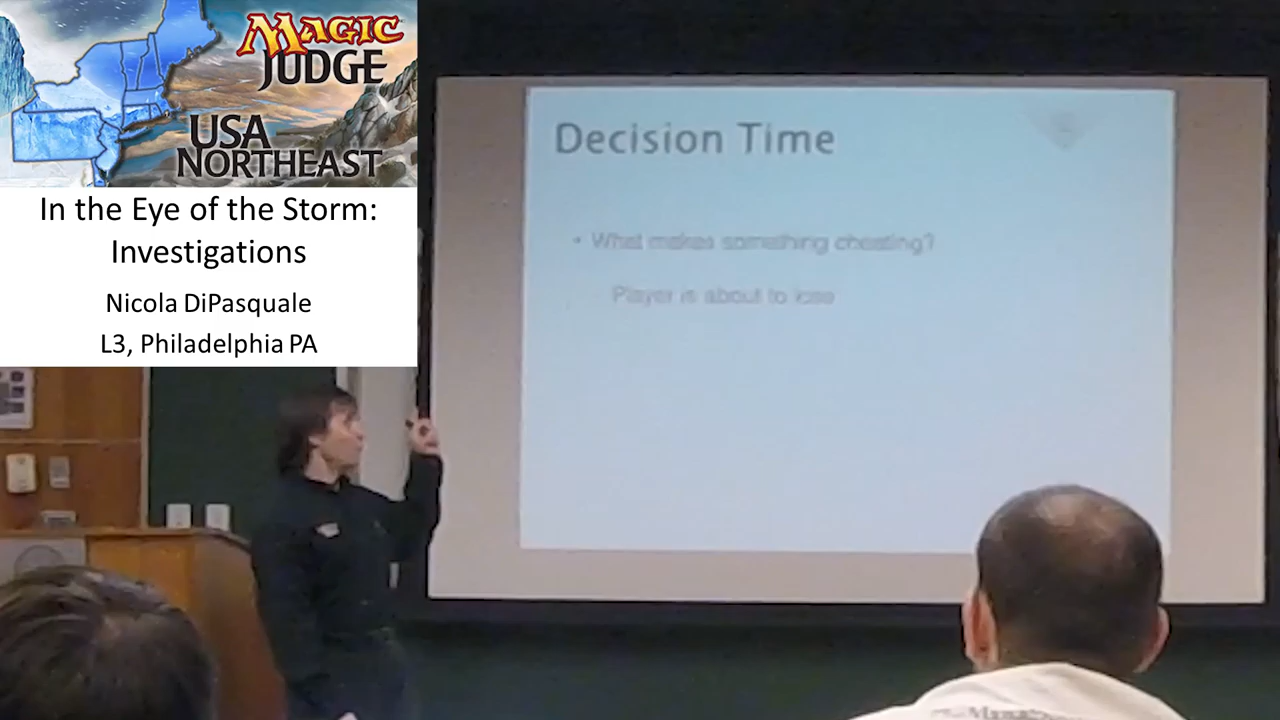 MAGIC
JUDGE
USA
NORTHEAST
In the Eye of the Storm:
Investigations
Nicola DiPasquale
L3, Philadelphia PA
Decision Time
• What makes something cheating?
Player is about to lose